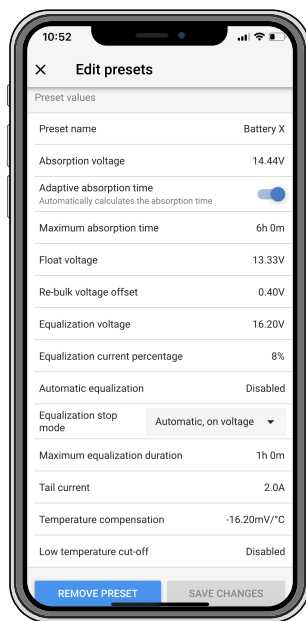 10:52
Edit presets
Preset values
Preset name Battery X
Absorption voltage 14.44V
Adaptive absorption time
Automatically calculates the absorption time
Maximum absorption time 6h 0m
Float voltage 13.33V
Re-bulk voltage offset 0.40V
Equalization voltage 16.20V
Equalization current percentage 8%
Automatic equalization Disabled
Equalization stop
mode Automatic, on voltage
Maximum equalization duration 1h 0m
Tail current 2.0A
Temperature compensation -16.20mV/°C
Low temperature cut-off Disabled
REMOVE PRESET SAVE CHANGES